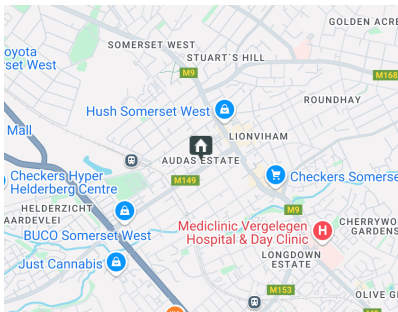 GOLDEN ACRE
SOMERSET WEST
STUART'S HILL
oyota
rset West
M9
M168
ROUNDHAY
Hush Somerset West
Mall
LIONVIHAM
AUDAS ESTATE
Checkers Hyper
Helderberg Centre
M149
Checkers Somerse
HELDERZICHT
AARDEVLEI
M9
BUCO Somerset West
Mediclinic Vergelegen
Hospital & Day Clinic
H
CHERRYWO
GARDENS
Just Cannabis
LONGDOWN
ESTATE
M153
OLIVE G